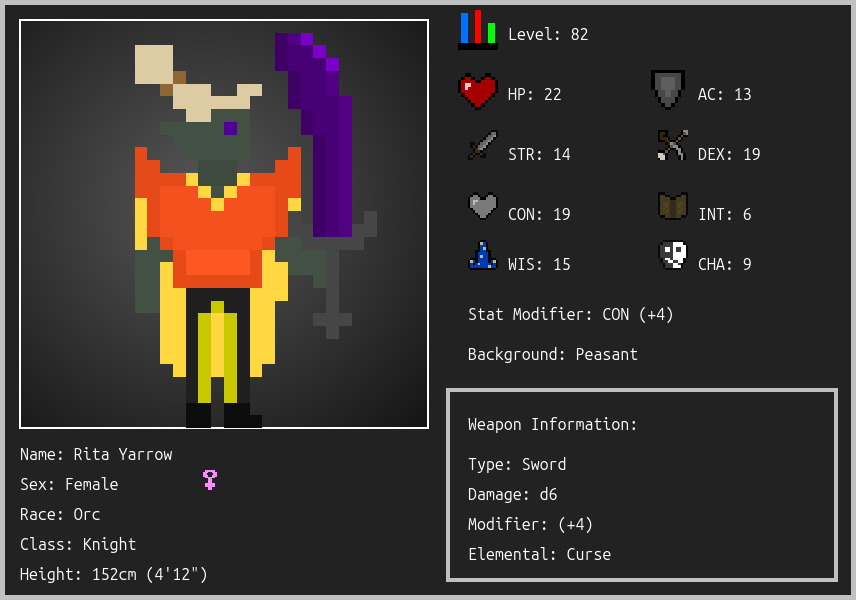 Level: 82
HP: 22
AC: 13
STR: 14
DEX: 19
CON: 19
INT: 6
WIS: 15
CHA: 9
Stat Modifier: CON (+4)
Background: Peasant
Weapon Information:
Type: Sword
Damage: d6
Modifier: (+4)
Elemental: Curse
Name: Rita Yarrow
Sex: Female
Race: Orc
Class: Knight
Height: 152cm (4'12")